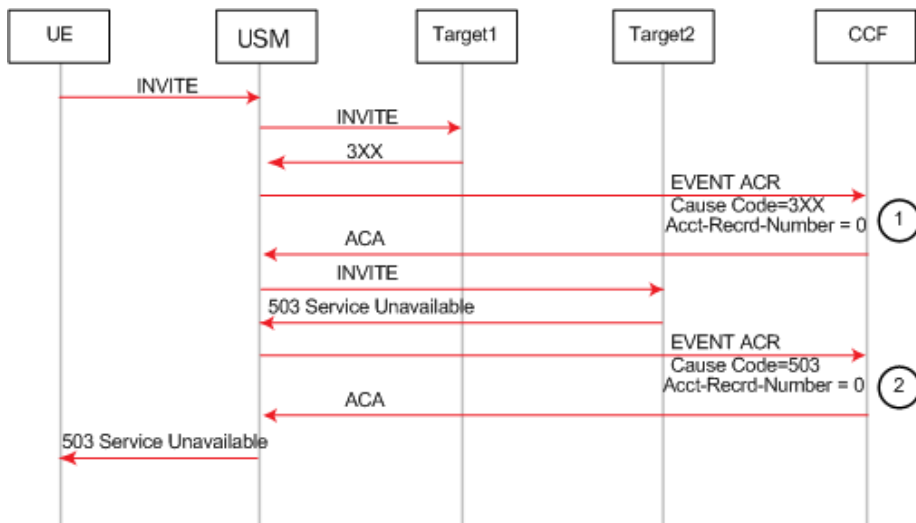 UE
USM
Target1
Target2
CCF
INVITE
INVITE
3XX
EVENT ACR
Cause Code=3XX
Acct-Recrd-Number = 0
1
ACA
INVITE
503 Service Unavailable
EVENT ACR
Cause Code=503
Acct-Recrd-Number = 0
2
ACA
503 Service Unavailable